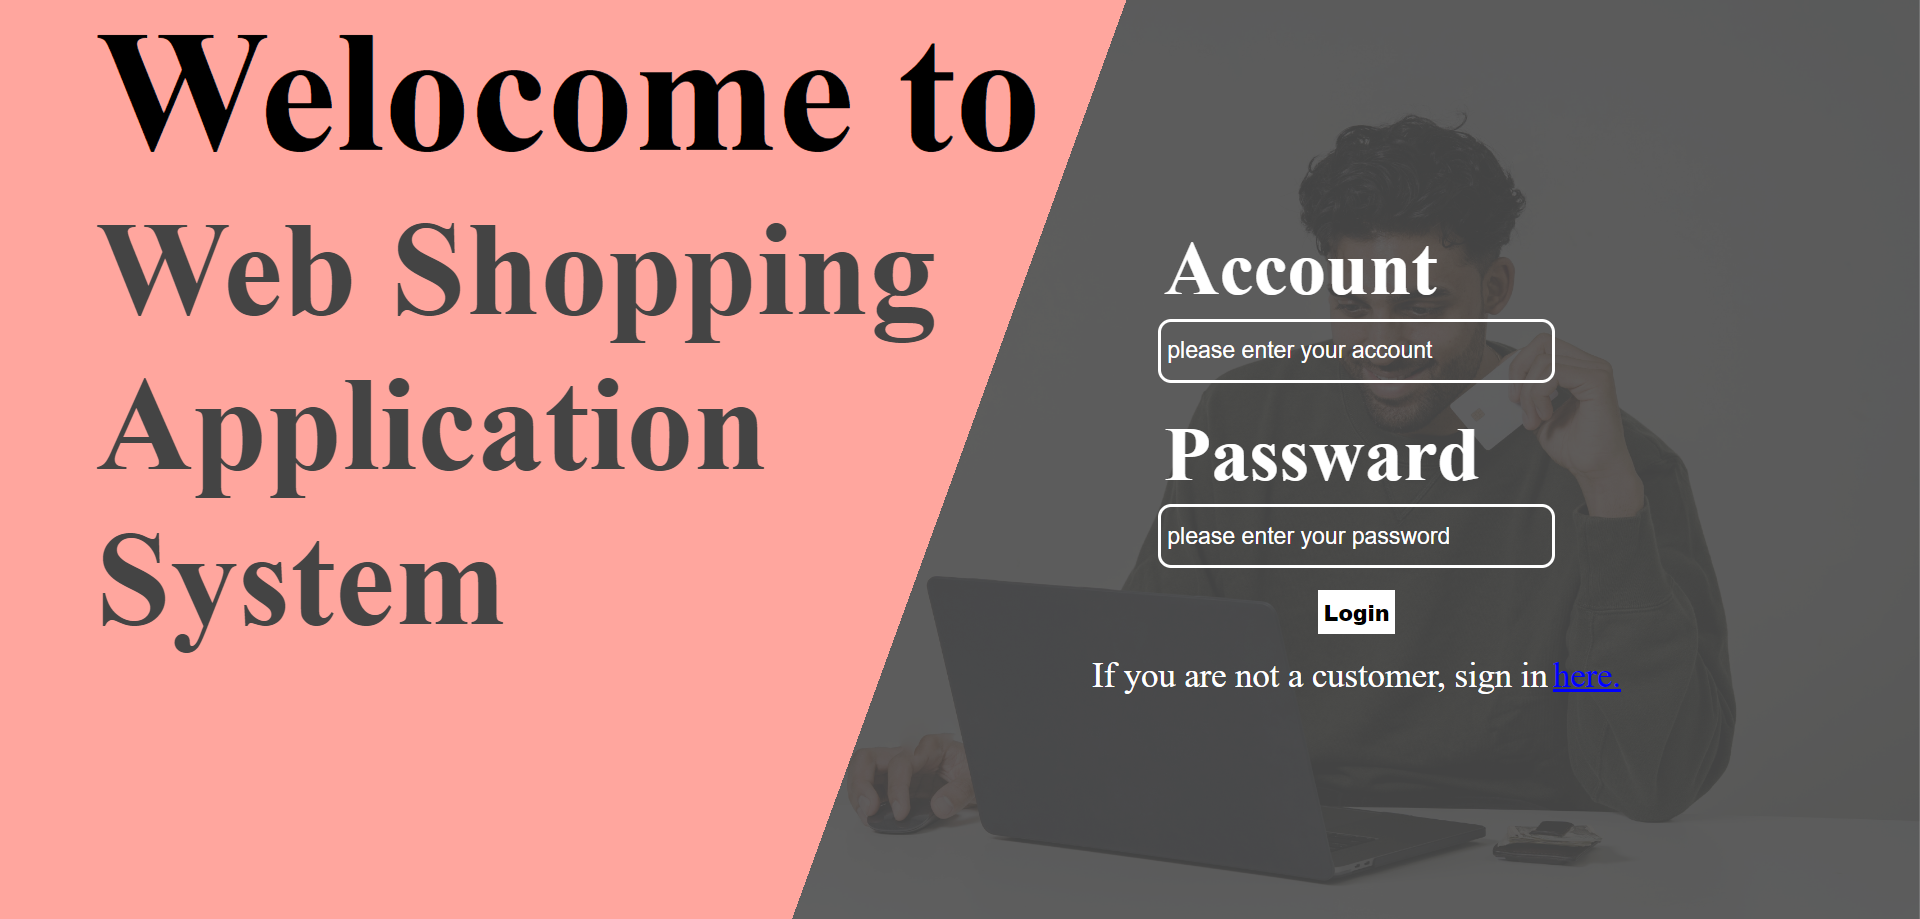 Welocome to
Web Shopping
Application
System
Account
please enter your account
Passward
please enter your password
Login
If you are not a customer, sign in here.